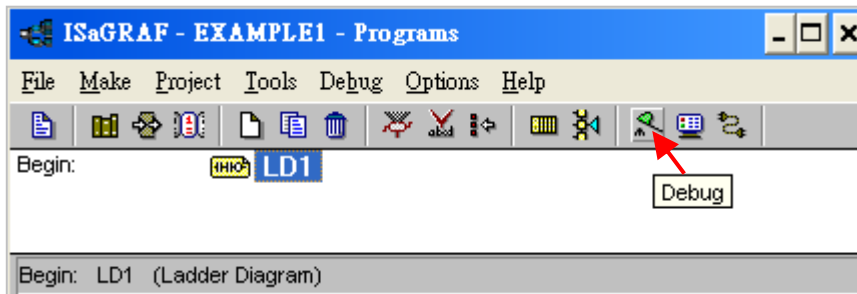 ISaGRAF - EXAMPLE1 - Programs
File Make Project Tools Debug Options Help
Begin: LD1
Debug
Begin: LD1 (Ladder Diagram)